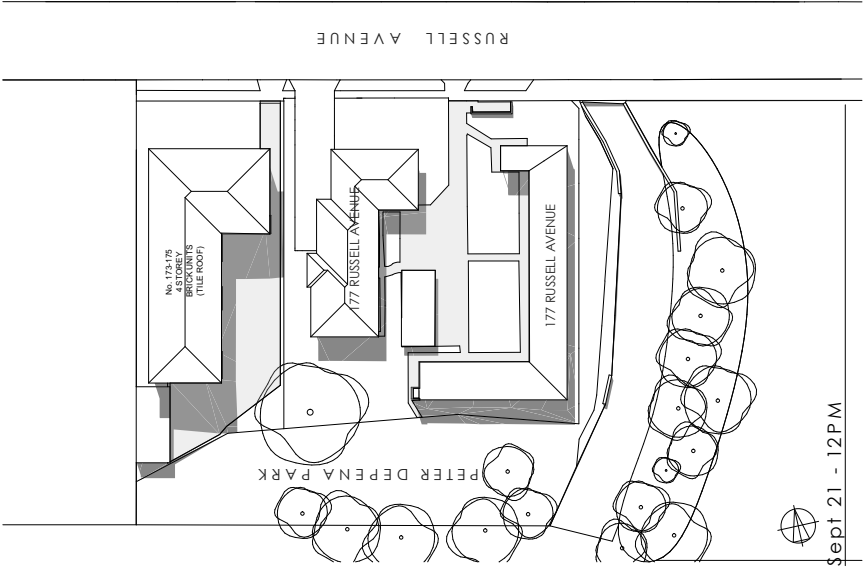 RUSSELL AVENUE
No. 173-175
4 STOREY
BRICK UNITS
(TILE ROOF)
177 RUSSELL AVENUE
177 RUSSELL AVENUE
PETER DEPENA PARK
Sept 21 - 12PM